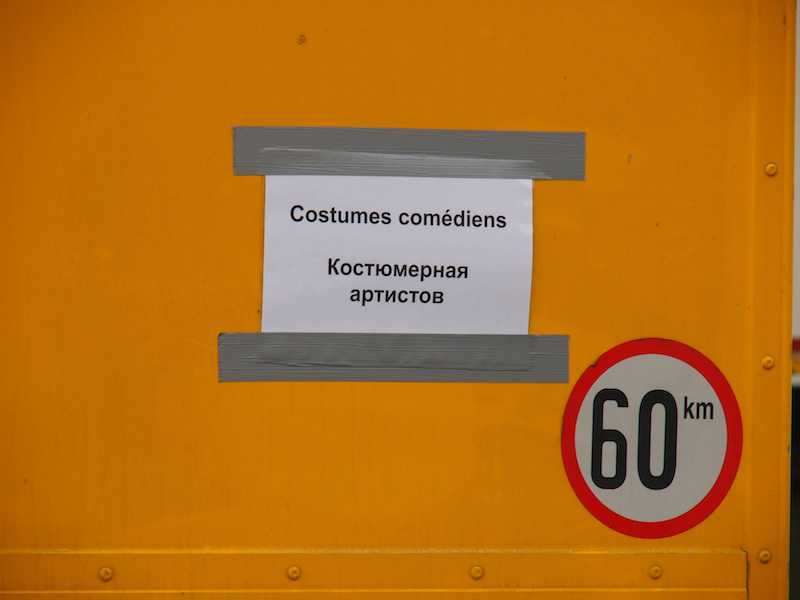 Costumes comédiens
Костюмерная
артистов
60 km